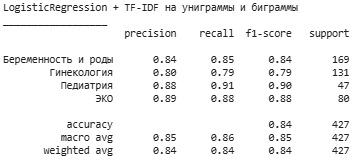 LogisticRegression + TF-IDF на униграммы и биграммы
precision recall f1-score support
Беременность и роды 0.84 0.85 0.84 169
Гинекология 0.80 0.79 0.79 131
Педиатрия 0.88 0.91 0.90 47
ЭКО 0.89 0.88 0.88 80
accuracy 0.84 427
macro avg 0.85 0.86 0.85 427
weighted avg 0.84 0.84 0.84 427